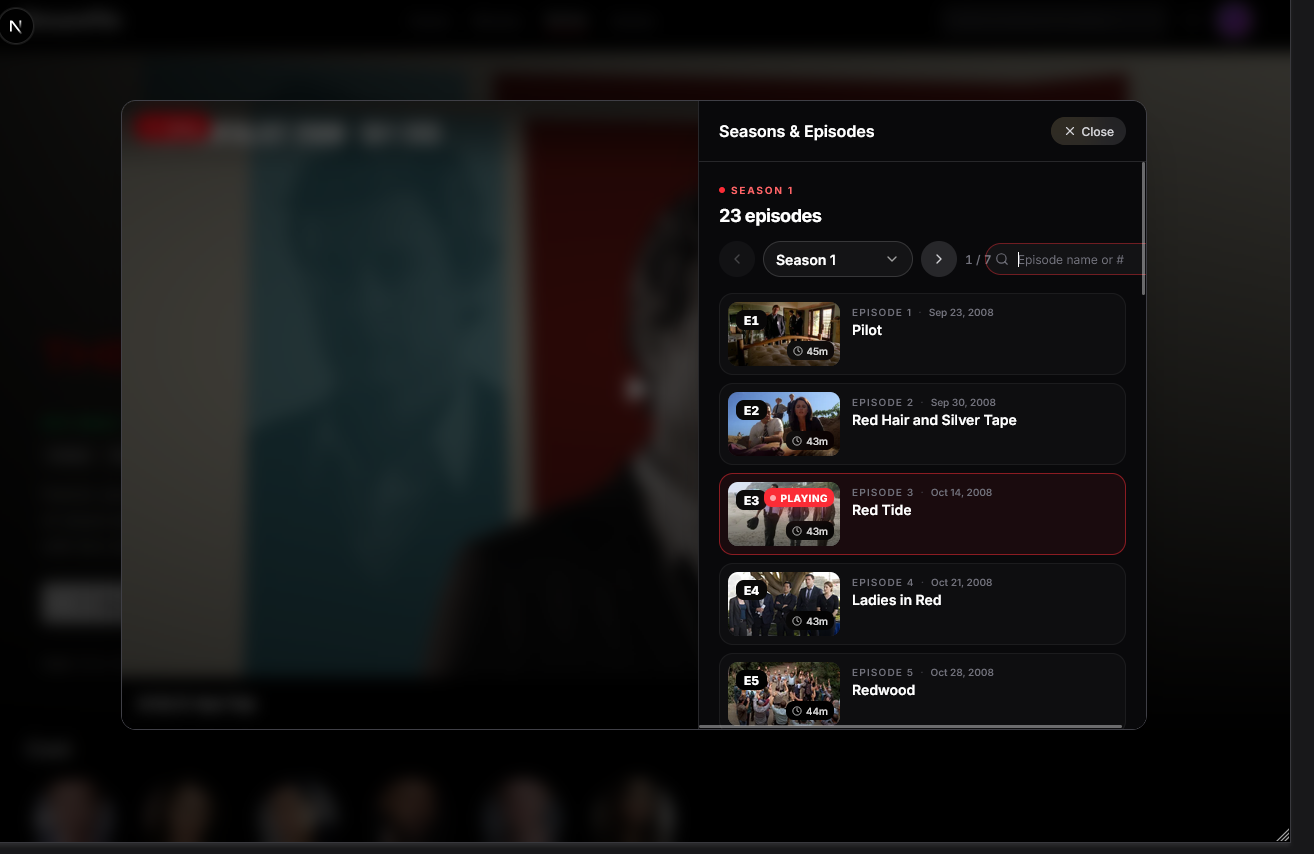 N
Seasons & Episodes
Close
SEASON 1
23 episodes
Season 1
1 / 7
Episode name or #
E1
45m
EPISODE 1 · Sep 23, 2008
Pilot
E2
43m
EPISODE 2 · Sep 30, 2008
Red Hair and Silver Tape
E3
PLAYING
43m
EPISODE 3 · Oct 14, 2008
Red Tide
E4
43m
EPISODE 4 · Oct 21, 2008
Ladies in Red
E5
44m
EPISODE 5 · Oct 28, 2008
Redwood